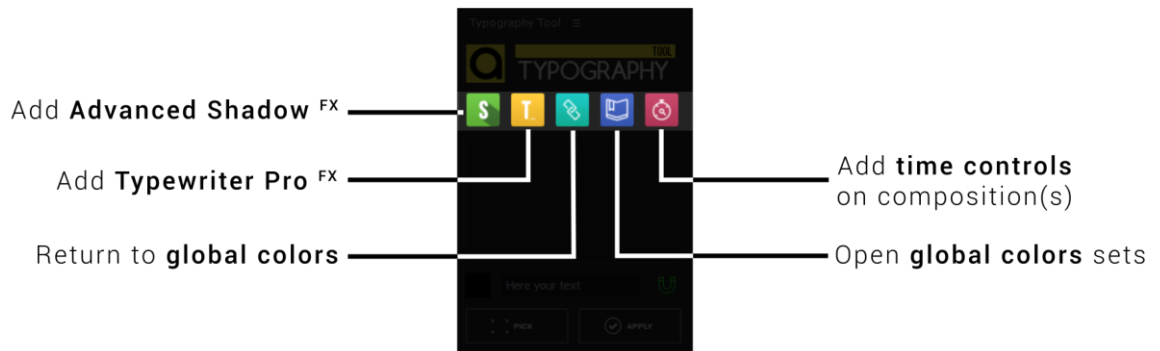 Typography Tool
TOOL
TYPOGRAPHY
S T_
Add Advanced Shadow FX
Add Typewriter Pro FX
Return to global colors
Add time controls
on composition(s)
Open global colors sets
Here your text
PICK
APPLY